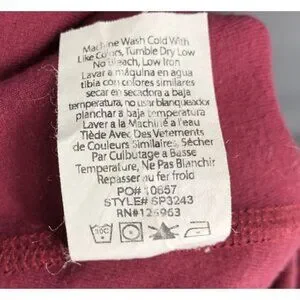 Machine Wash Cold With
Like Colors, Tumble Dry Low
No Bleach, Low Iron
Lavar a máquina en agua
tibia con colores similares
secar en secadora a baja
temperatura, no usar blanqueador
planchar a baja temperatura
Laver a la Machine a l'eau
Tiède Avec Des Vetements
de Couleurs Similaires, Sécher
Par Culbutage a Basse
Temperature, Ne Pas Blanchir
Repasser au fer froid
PO# 10657
STYLE# SP3243
RN#126963
30C